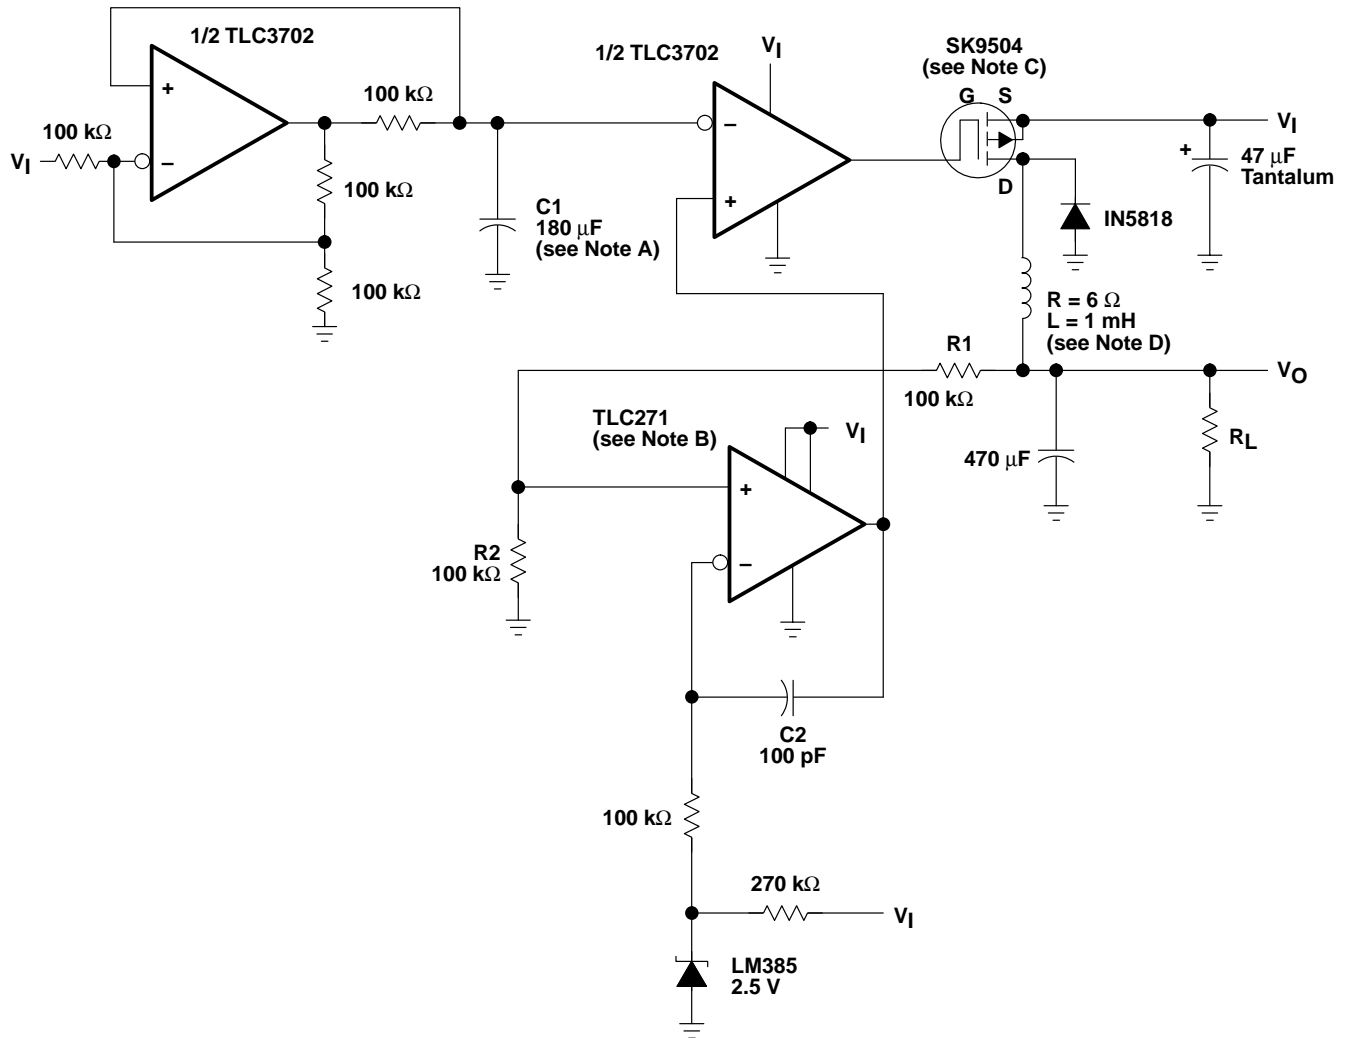 1/2 TLC3702
+
−
100 kΩ
VI
100 kΩ
100 kΩ
100 kΩ
C1
180 μF
(see Note A)
1/2 TLC3702
VI
−
+
SK9504
(see Note C)
G
S
D
VI
+
47 μF
Tantalum
IN5818
R = 6 Ω
L = 1 mH
(see Note D)
R1
100 kΩ
VO
470 μF
RL
TLC271
(see Note B)
VI
+
−
R2
100 kΩ
C2
100 pF
100 kΩ
270 kΩ
VI
LM385
2.5 V